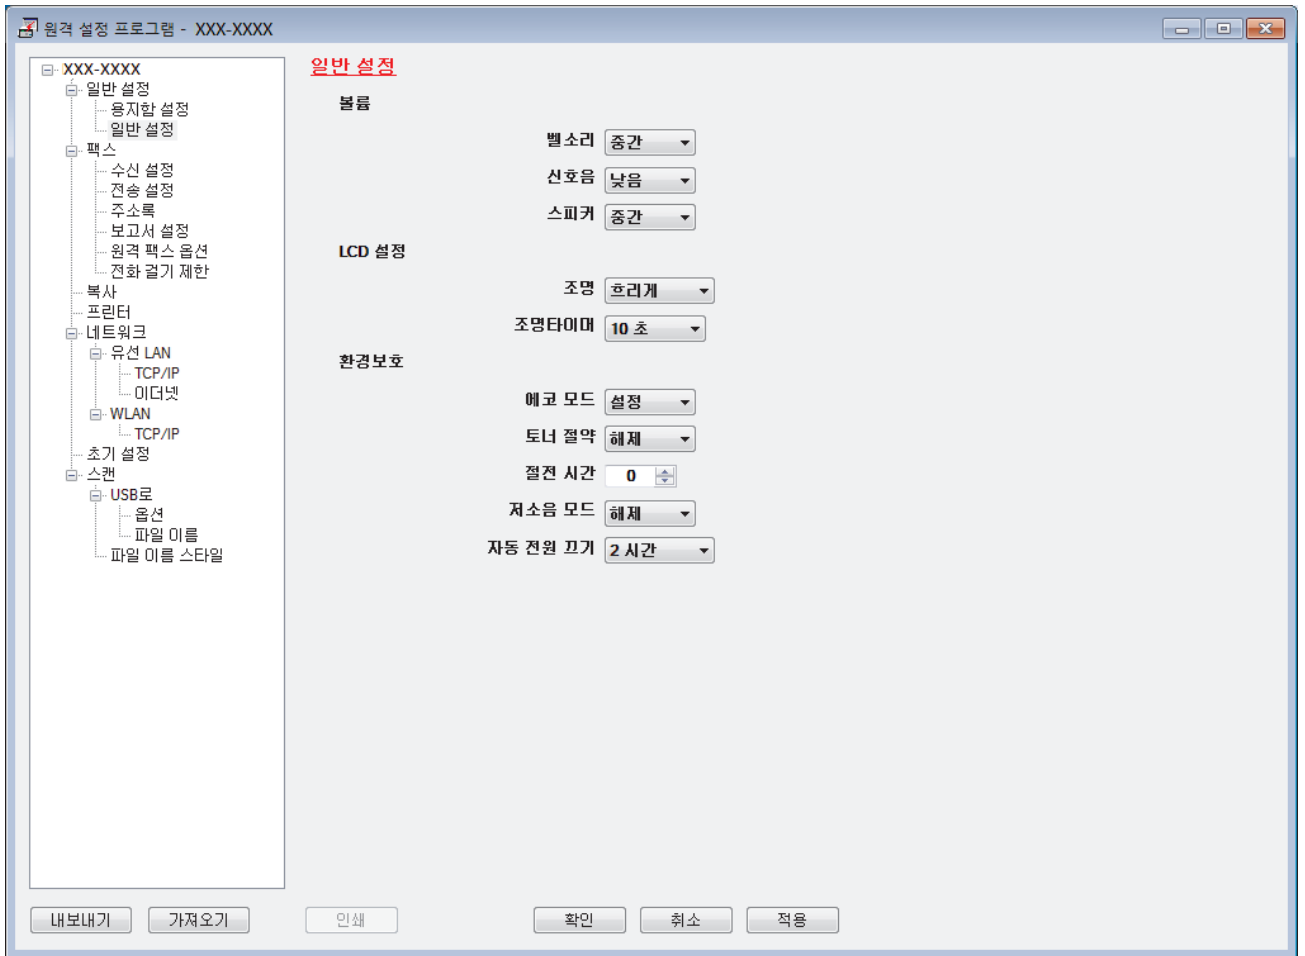 원격 설정 프로그램 - XXX-XXXX
XXX-XXXX
일반 설정
용지함 설정
일반 설정
팩스
수신 설정
전송 설정
주소록
보고서 설정
원격 팩스 옵션
전화 걸기 제한
복사
프린터
네트워크
유선 LAN
TCP/IP
이더넷
WLAN
TCP/IP
초기 설정
스캔
USB로
옵션
파일 이름
파일 이름 스타일
일반 설정
볼륨
벨소리 중간
신호음 낮음
스피커 중간
LCD 설정
조명 흐리게
조명타이머 10 초
환경보호
에코 모드 설정
토너 절약 해제
절전 시간 0
저소음 모드 해제
자동 전원 끄기 2 시간
내보내기 가져오기 인쇄 확인 취소 적용